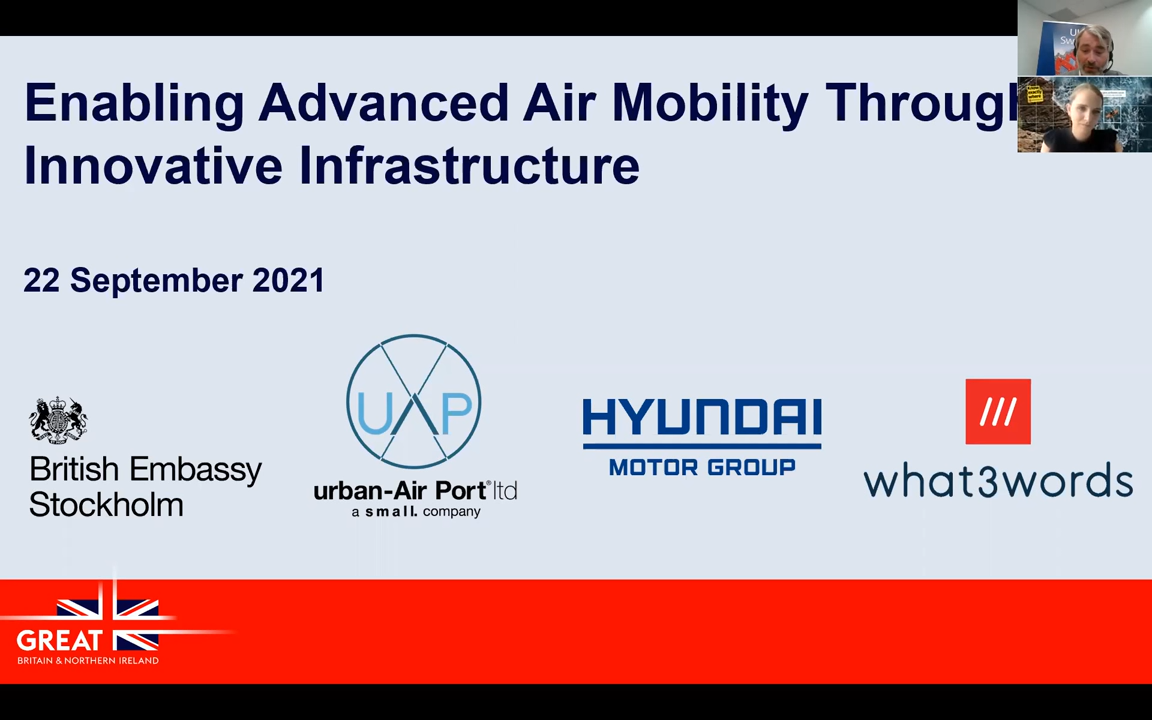 Enabling Advanced Air Mobility Throug
Innovative Infrastructure
22 September 2021
British Embassy
Stockholm
UAP
urban-Air Port® ltd
a small. company
HYUNDAI
MOTOR GROUP
what3words
GREAT
BRITAIN & NORTHERN IRELAND